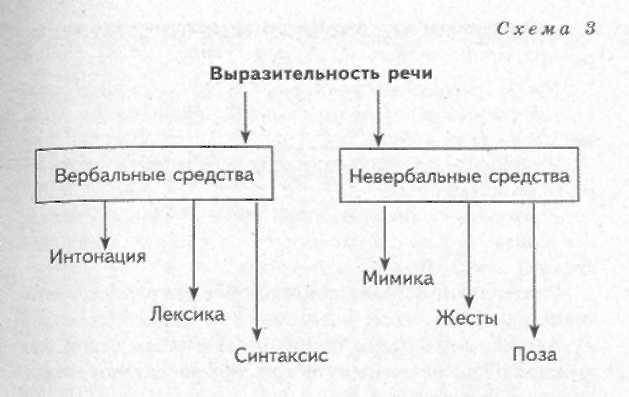 Схема 3
Выразительность речи
Вербальные средства
Невербальные средства
Интонация
Лексика
Синтаксис
Мимика
Жесты
Поза